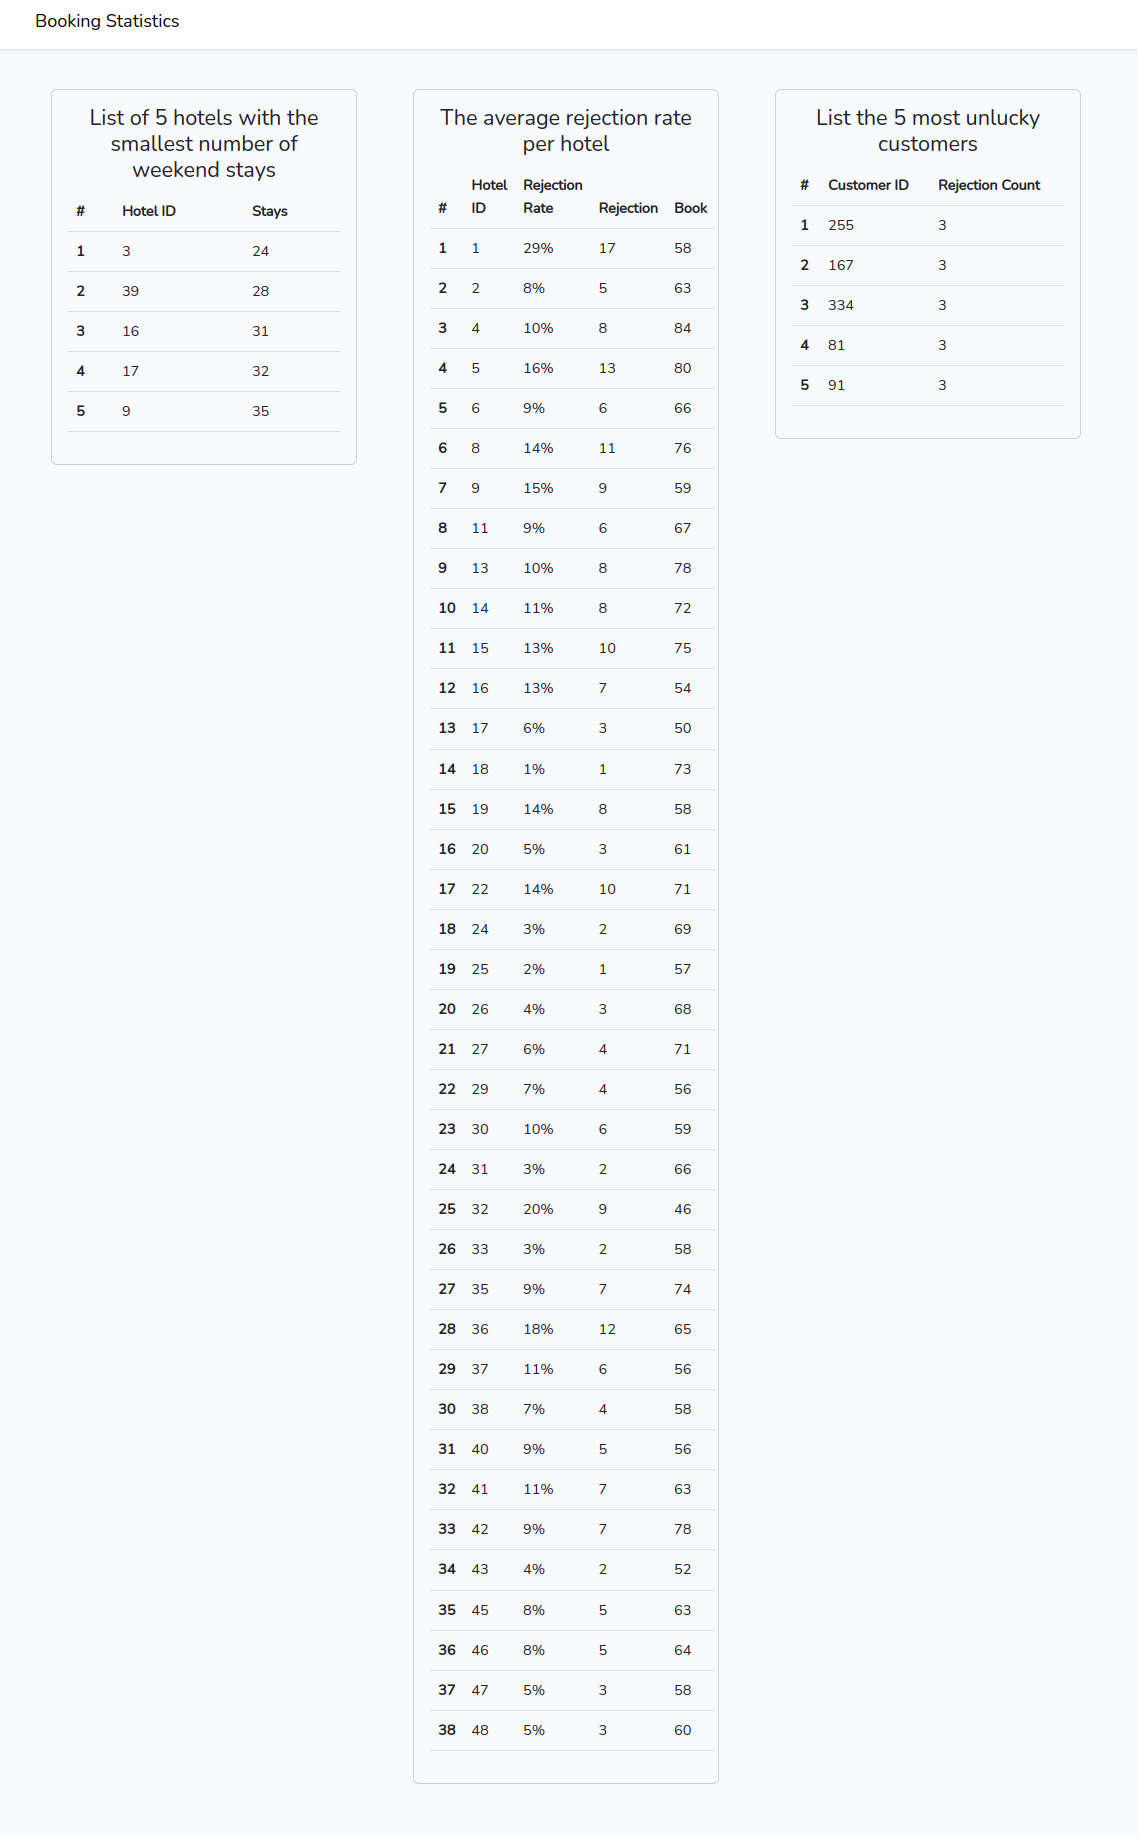 Booking Statistics
List of 5 hotels with the
smallest number of
weekend stays
# Hotel ID Stays
1 3 24
2 39 28
3 16 31
4 17 32
5 9 35
The average rejection rate
per hotel
Hotel Rejection
# ID Rate Rejection Book
1 1 29% 17 58
2 2 8% 5 63
3 4 10% 8 84
4 5 16% 13 80
5 6 9% 6 66
6 8 14% 11 76
7 9 15% 9 59
8 11 9% 6 67
9 13 10% 8 78
10 14 11% 8 72
11 15 13% 10 75
12 16 13% 7 54
13 17 6% 3 50
14 18 1% 1 73
15 19 14% 8 58
16 20 5% 3 61
17 22 14% 10 71
18 24 3% 2 69
19 25 2% 1 57
20 26 4% 3 68
21 27 6% 4 71
22 29 7% 4 56
23 30 10% 6 59
24 31 3% 2 66
25 32 20% 9 46
26 33 3% 2 58
27 35 9% 7 74
28 36 18% 12 65
29 37 11% 6 56
30 38 7% 4 58
31 40 9% 5 56
32 41 11% 7 63
33 42 9% 7 78
34 43 4% 2 52
35 45 8% 5 63
36 46 8% 5 64
37 47 5% 3 58
38 48 5% 3 60
List the 5 most unlucky
customers
# Customer ID Rejection Count
1 255 3
2 167 3
3 334 3
4 81 3
5 91 3